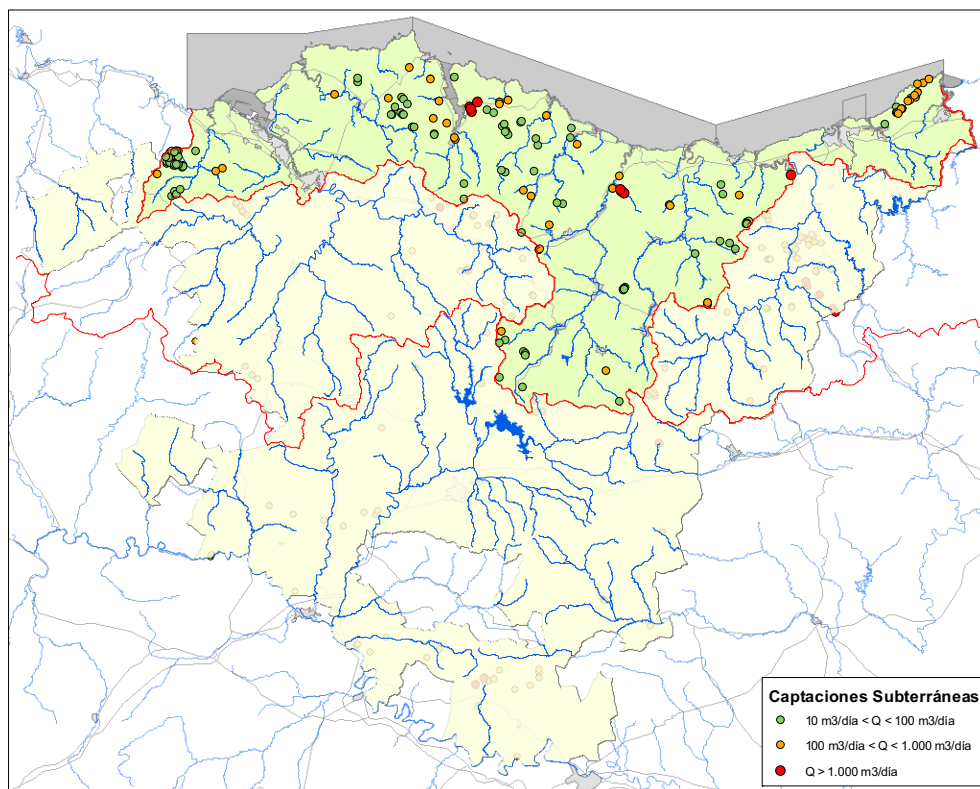 Captaciones Subterráneas
10 m3/día < Q < 100 m3/día
100 m3/día < Q < 1.000 m3/día
Q > 1.000 m3/día